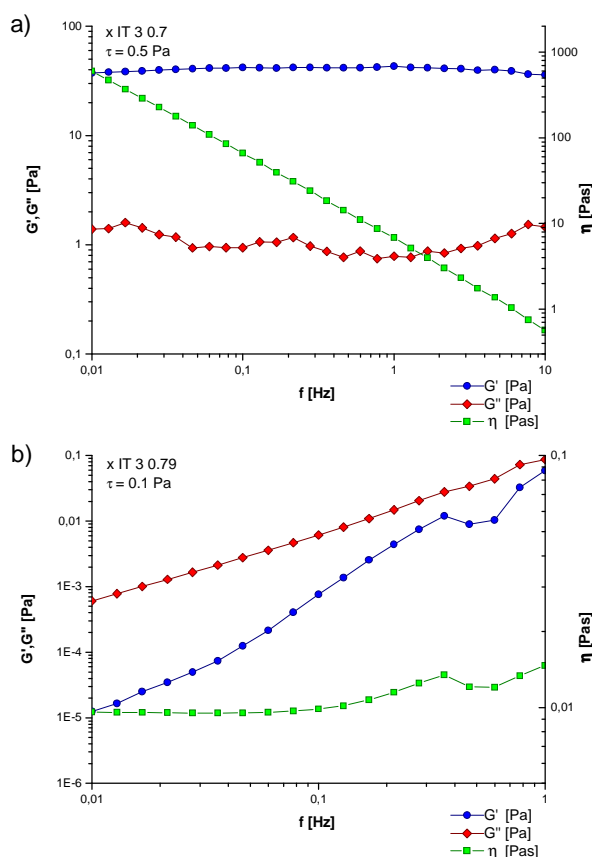 a)
x IT 3 0.7
τ = 0.5 Pa
G',G'' [Pa]
100
10
1
0,1
η [Pas]
1000
100
10
1
0,01
0,1
1
10
f [Hz]
G' [Pa]
G'' [Pa]
η [Pas]
b)
x IT 3 0.79
τ = 0.1 Pa
G',G'' [Pa]
0,1
0,01
1E-3
1E-4
1E-5
1E-6
η [Pas]
0,1
0,01
0,01
0,1
1
f [Hz]
G' [Pa]
G'' [Pa]
η [Pas]